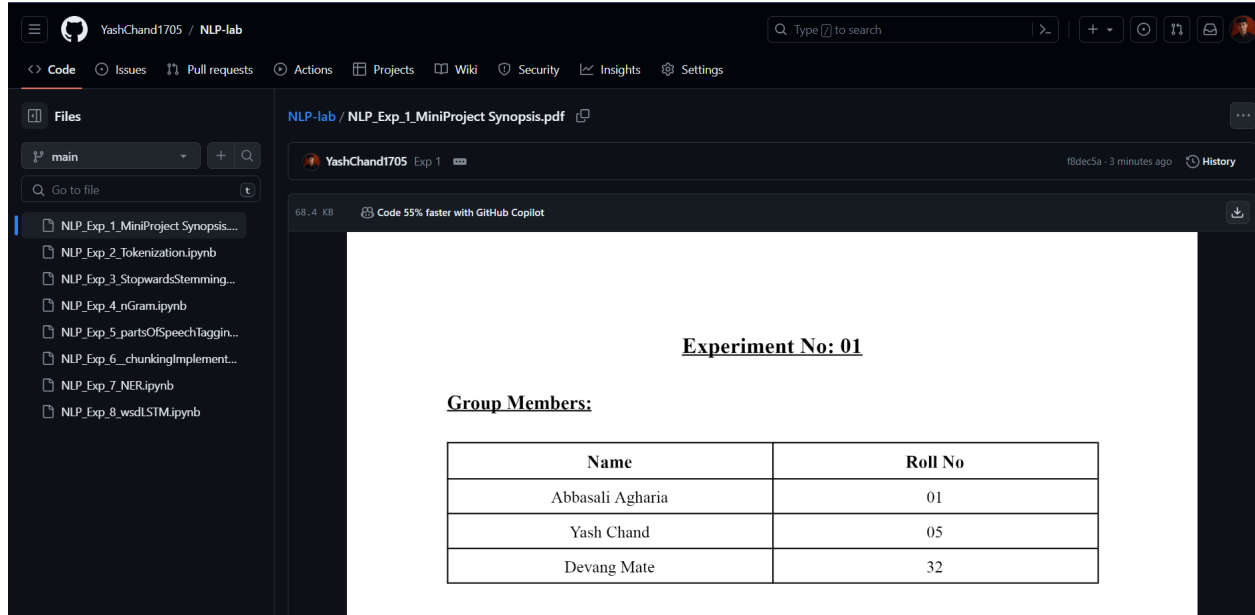 YashChand1705 / NLP-lab
Type / to search
Code Issues Pull requests Actions Projects Wiki Security Insights Settings
Files
main
Go to file t
NLP_Exp_1_MiniProject Synopsis....
NLP_Exp_2_Tokenization.ipynb
NLP_Exp_3_StopwardsStemming...
NLP_Exp_4_nGram.ipynb
NLP_Exp_5_partsOfSpeechTaggin...
NLP_Exp_6__chunkingImplement...
NLP_Exp_7_NER.ipynb
NLP_Exp_8_wsdLSTM.ipynb
NLP-lab / NLP_Exp_1_MiniProject Synopsis.pdf
YashChand1705 Exp 1 f8dec5a · 3 minutes ago History
68.4 KB Code 55% faster with GitHub Copilot
Experiment No: 01
Group Members:
Name Roll No
Abbasali Agharia 01
Yash Chand 05
Devang Mate 32